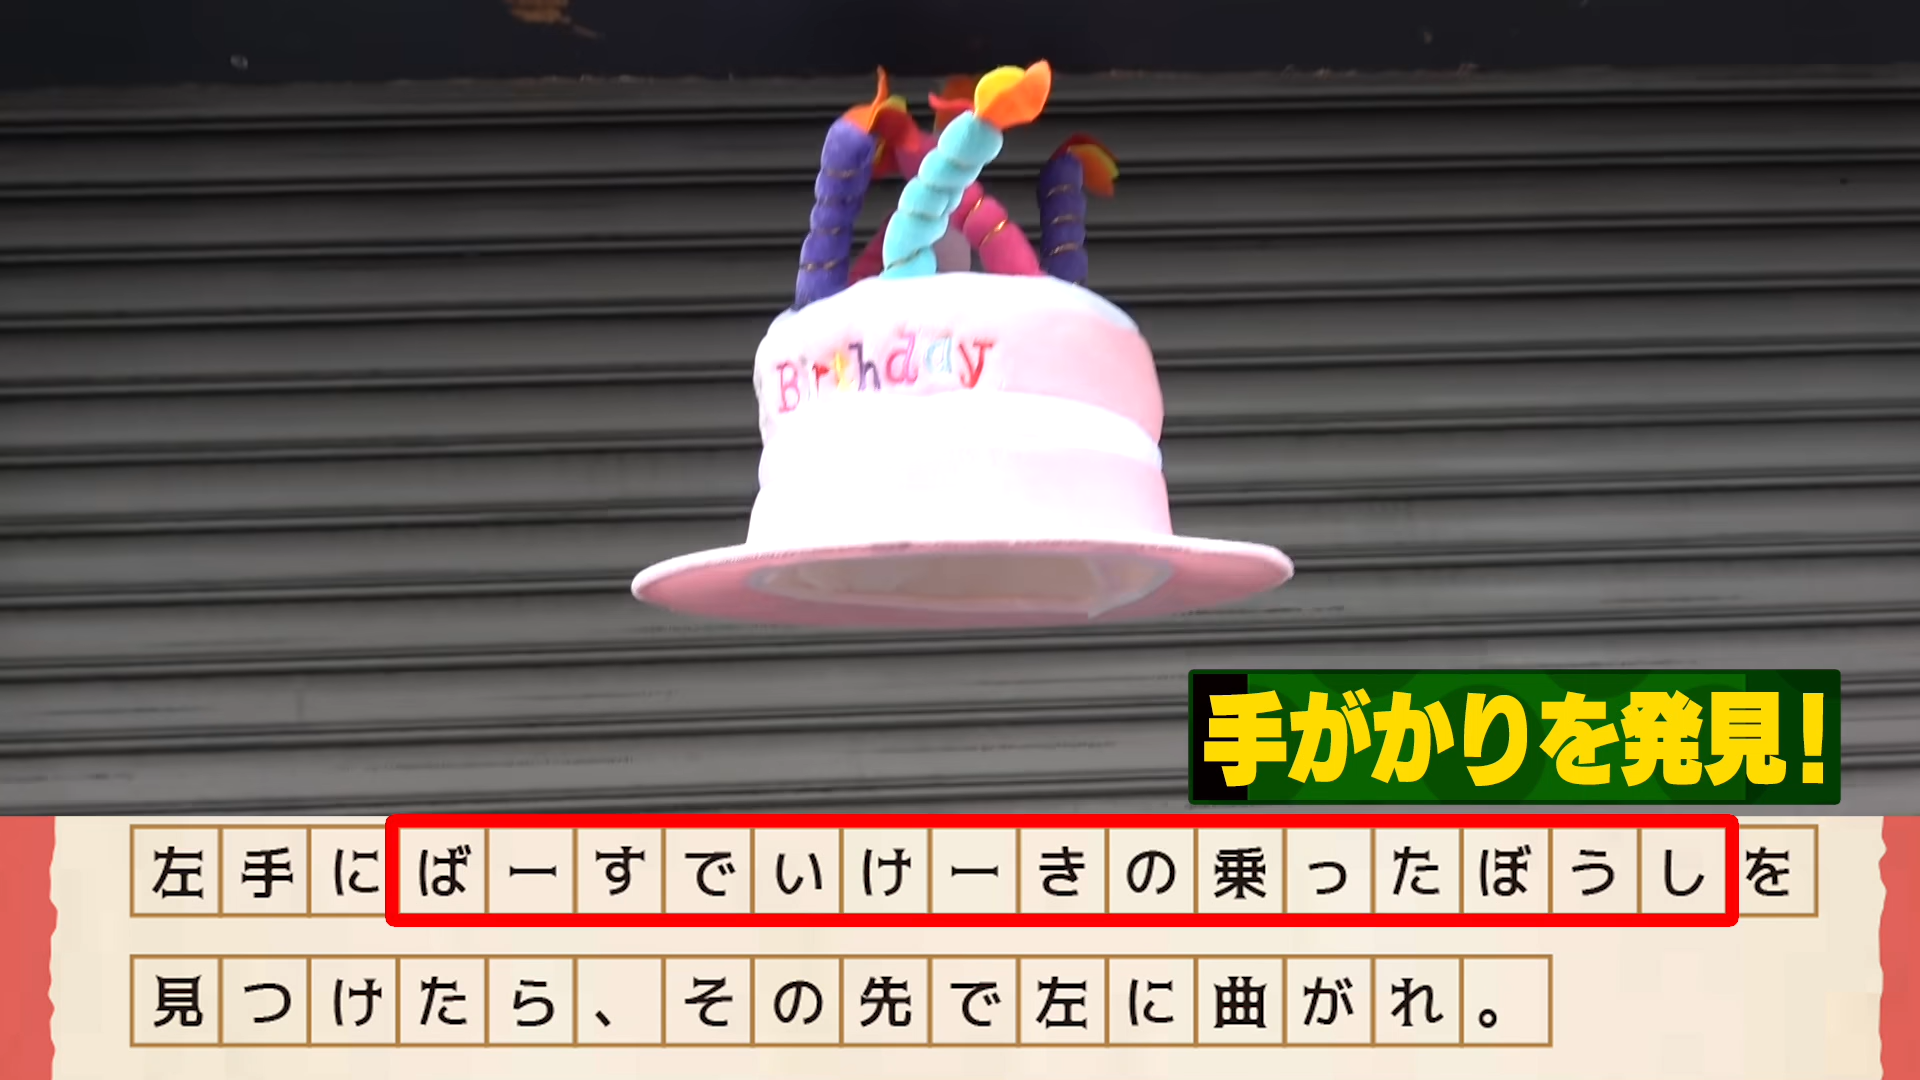 Birthday
手がかりを発見!
左手にばーすでいけーきの乗ったぼうしを
見つけたら、その先で左に曲がれ。